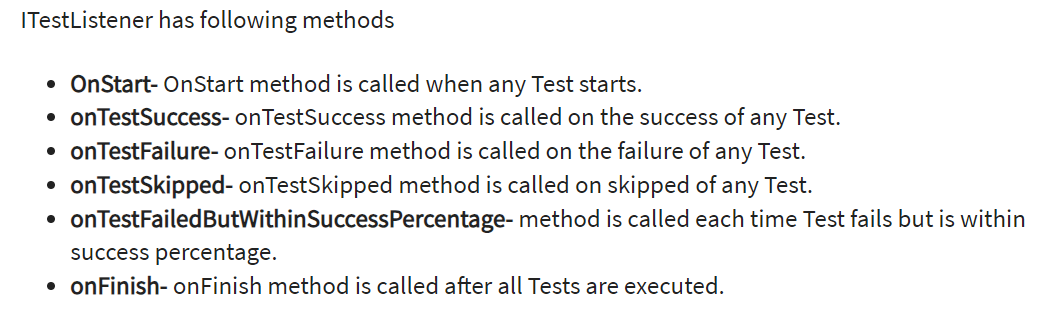 ITestListener has following methods
• OnStart- OnStart method is called when any Test starts.
• onTestSuccess- onTestSuccess method is called on the success of any Test.
• onTestFailure- onTestFailure method is called on the failure of any Test.
• onTestSkipped- onTestSkipped method is called on skipped of any Test.
• onTestFailedButWithinSuccessPercentage- method is called each time Test fails but is within
success percentage.
• onFinish- onFinish method is called after all Tests are executed.